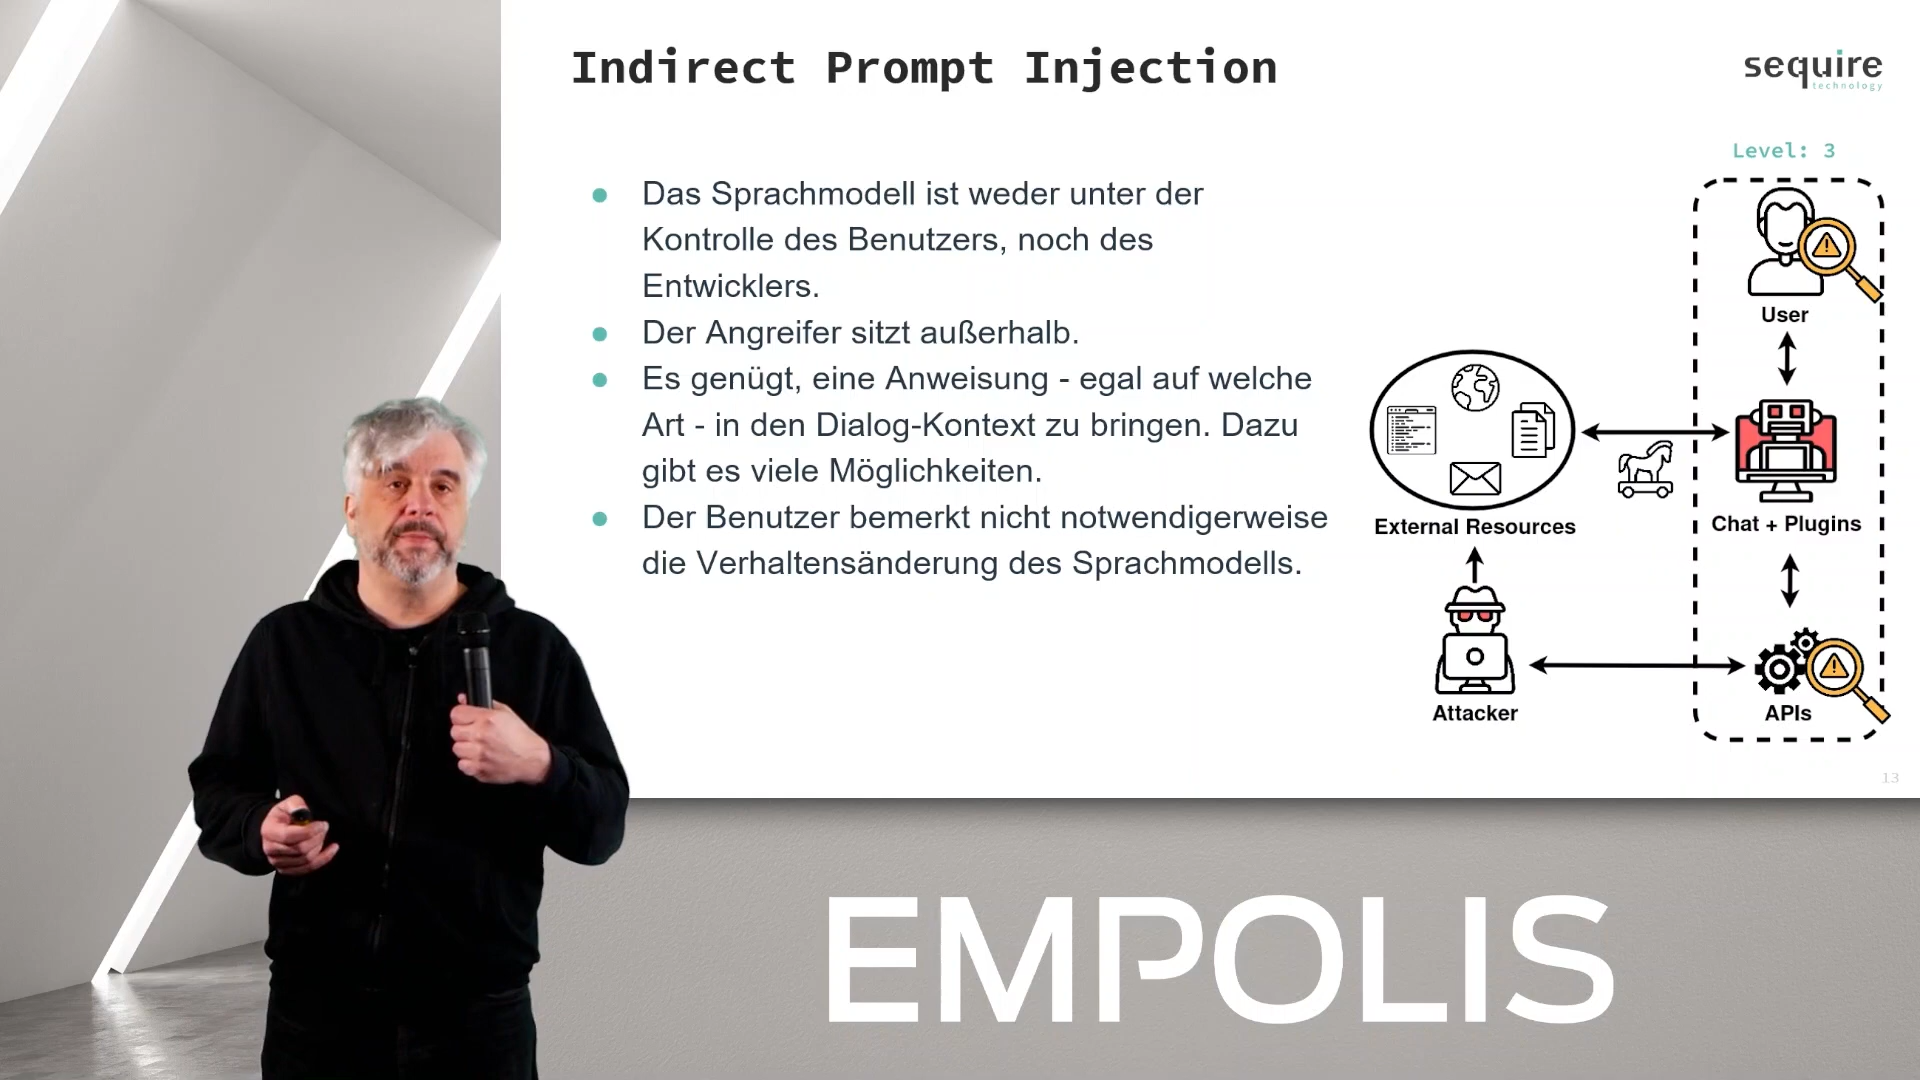 Indirect Prompt Injection
sequire
technology
Level: 3
● Das Sprachmodell ist weder unter der
Kontrolle des Benutzers, noch des
Entwicklers.
● Der Angreifer sitzt außerhalb.
● Es genügt, eine Anweisung - egal auf welche
Art - in den Dialog-Kontext zu bringen. Dazu
gibt es viele Möglichkeiten.
● Der Benutzer bemerkt nicht notwendigerweise
die Verhaltensänderung des Sprachmodells.
User
External Resources
Chat + Plugins
Attacker
APIs
13
EMPOLIS